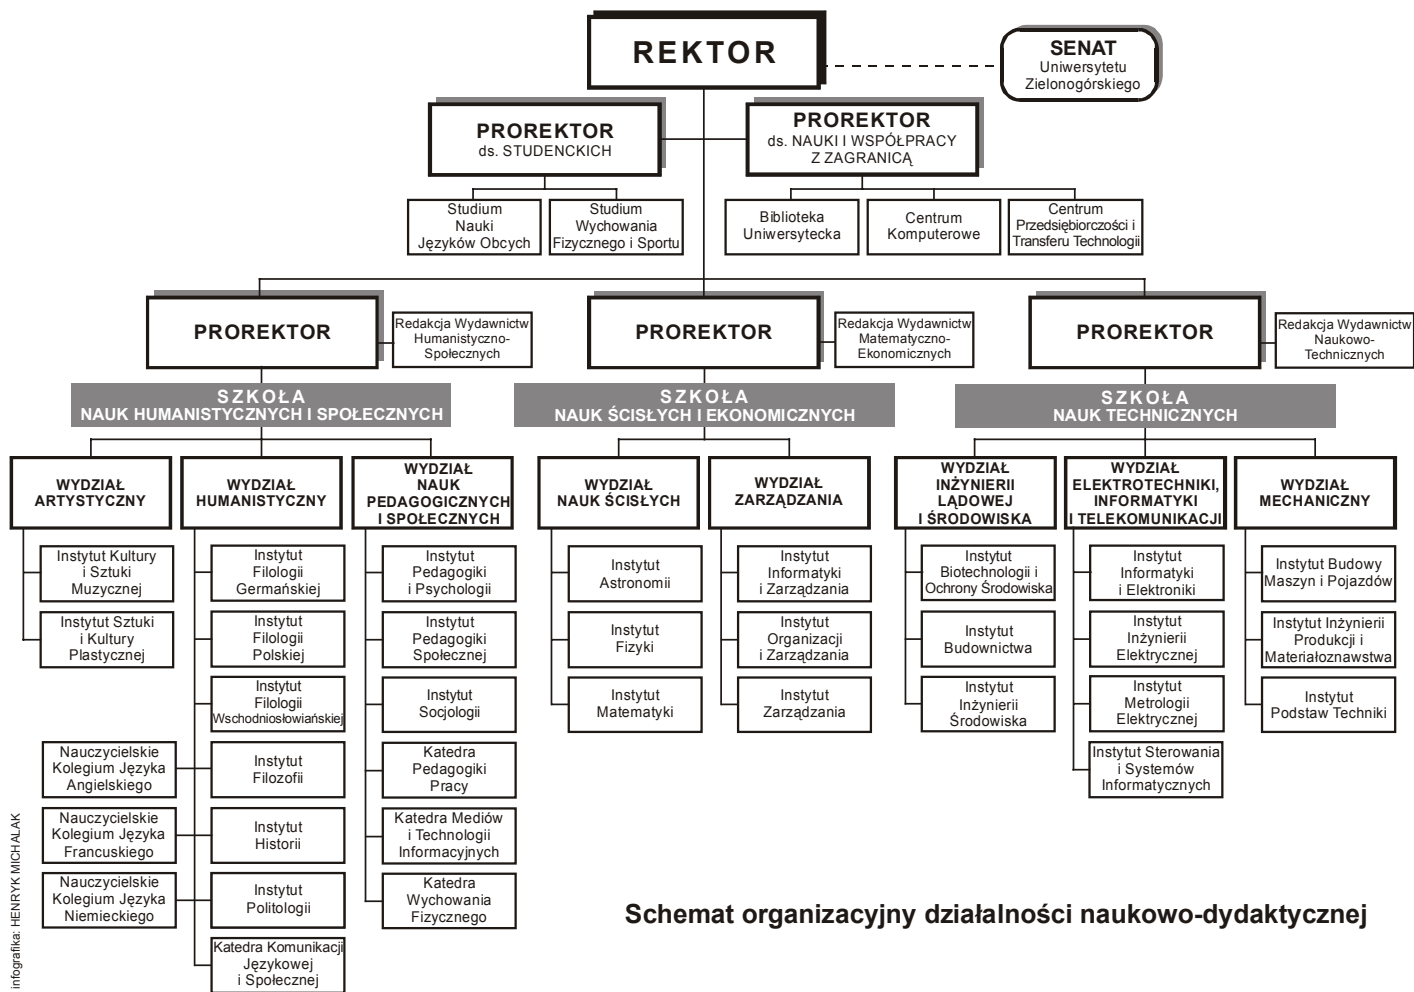 REKTOR
SENAT
Uniwersytetu
Zielonogórskiego
PROREKTOR
ds. STUDENCKICH
PROREKTOR
ds. NAUKI I WSPÓŁPRACY
Z ZAGRANICĄ
Studium
Nauki
Języków Obcych
Studium
Wychowania
Fizycznego i Sportu
Biblioteka
Uniwersytecka
Centrum
Komputerowe
Centrum
Przedsiębiorczości i
Transferu Technologii
PROREKTOR
Redakcja Wydawnictw
Humanistyczno-
Społecznych
PROREKTOR
Redakcja Wydawnictw
Matematyczno-
Ekonomicznych
PROREKTOR
Redakcja Wydawnictw
Naukowo-
Technicznych
SZKOŁA
NAUK HUMANISTYCZNYCH I SPOŁECZNYCH
SZKOŁA
NAUK ŚCISŁYCH I EKONOMICZNYCH
SZKOŁA
NAUK TECHNICZNYCH
WYDZIAŁ
ARTYSTYCZNY
WYDZIAŁ
HUMANISTYCZNY
WYDZIAŁ
NAUK
PEDAGOGICZNYCH
I SPOŁECZNYCH
WYDZIAŁ
NAUK ŚCISŁYCH
WYDZIAŁ
ZARZĄDZANIA
WYDZIAŁ
INŻYNIERII
LĄDOWEJ
I ŚRODOWISKA
WYDZIAŁ
ELEKTROTECHNIKI,
INFORMATYKI
I TELEKOMUNIKACJI
WYDZIAŁ
MECHANICZNY
Instytut Kultury
i Sztuki
Muzycznej
Instytut Sztuki
i Kultury
Plastycznej
Instytut
Filologii
Germańskiej
Instytut
Filologii
Polskiej
Instytut
Filologii
Wschodniosłowiańskiej
Nauczycielskie
Kolegium Języka
Angielskiego
Instytut
Filozofii
Nauczycielskie
Kolegium Języka
Francuskiego
Instytut
Historii
Nauczycielskie
Kolegium Języka
Niemieckiego
Instytut
Politologii
Katedra Komunikacji
Językowej
i Społecznej
Instytut
Pedagogiki
i Psychologii
Instytut
Pedagogiki
Społecznej
Instytut
Socjologii
Katedra
Pedagogiki
Pracy
Katedra Mediów
i Technologii
Informacyjnych
Katedra
Wychowania
Fizycznego
Instytut
Astronomii
Instytut
Fizyki
Instytut
Matematyki
Instytut
Informatyki
i Zarządzania
Instytut
Organizacji
i Zarządzania
Instytut
Zarządzania
Instytut
Biotechnologii i
Ochrony Środowiska
Instytut
Budownictwa
Instytut
Inżynierii
Środowiska
Instytut
Informatyki
i Elektroniki
Instytut
Inżynierii
Elektrycznej
Instytut
Metrologii
Elektrycznej
Instytut Sterowania
i Systemów
Informatycznych
Instytut Budowy
Maszyn i Pojazdów
Instytut Inżynierii
Produkcji i
Materiałoznawstwa
Instytut
Podstaw Techniki
Schemat organizacyjny działalności naukowo-dydaktycznej
infografika: HENRYK MICHALAK